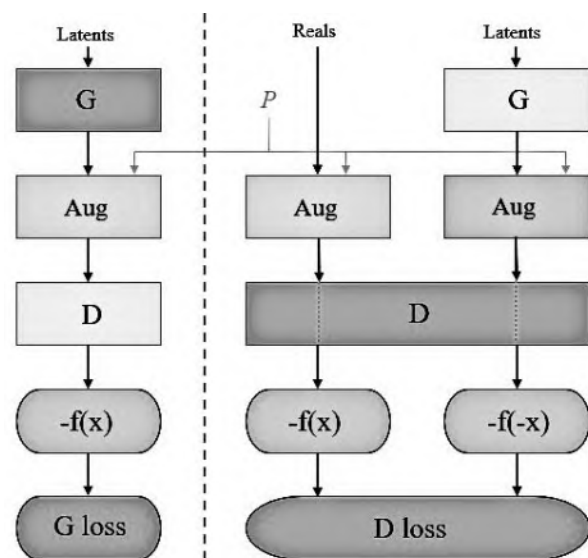 Latents
Reals
Latents
G
P
G
Aug
Aug
Aug
D
D
-f(x)
-f(x)
-f(-x)
G loss
D loss